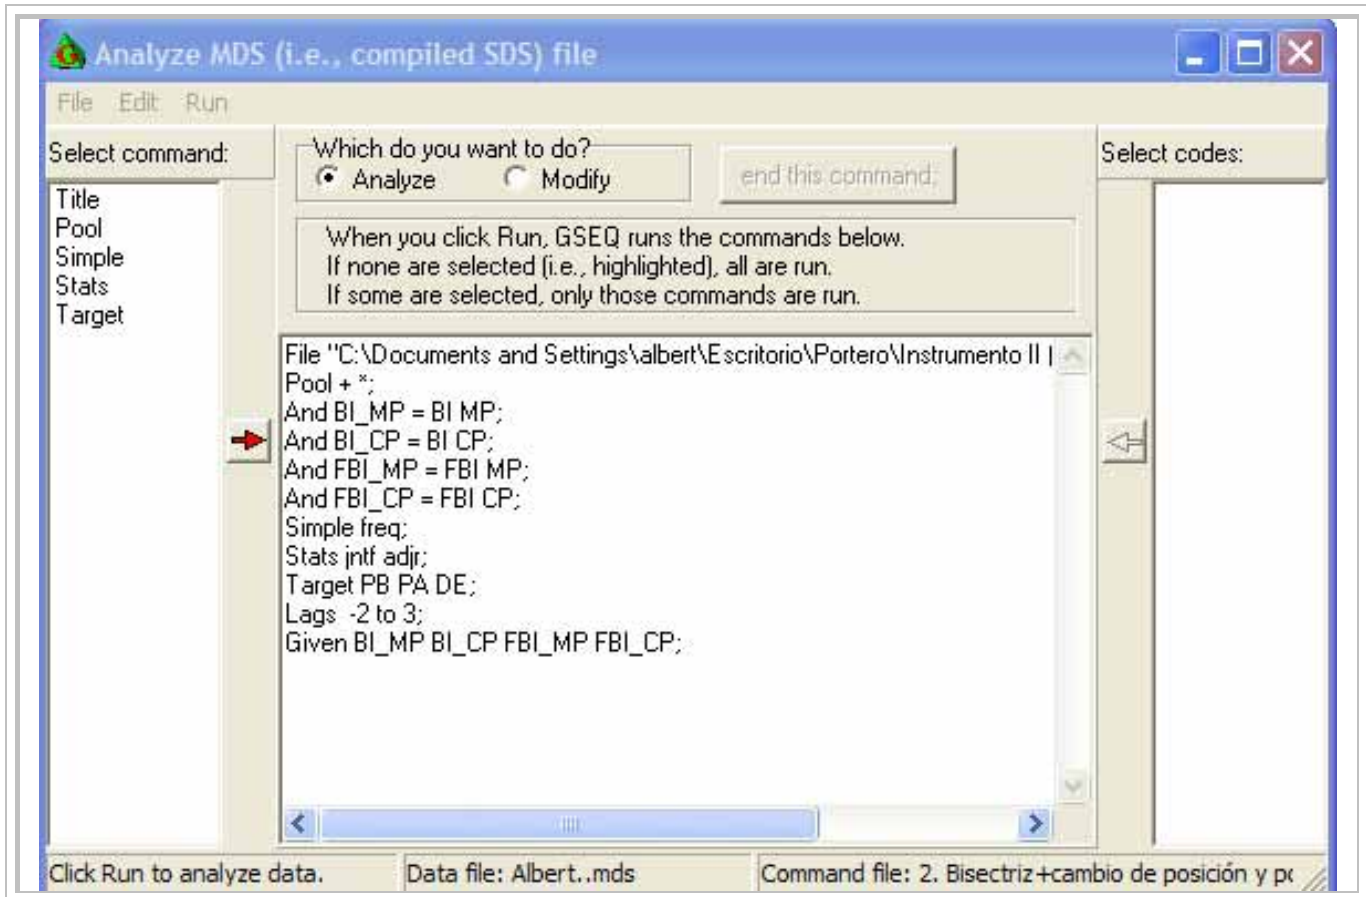 Analyze MDS (i.e., compiled SDS) file
File Edit Run
Select command:
Title
Pool
Simple
Stats
Target
Which do you want to do?
Analyze Modify
end this command;
When you click Run, GSEQ runs the commands below.
If none are selected (i.e., highlighted), all are run.
If some are selected, only those commands are run.
File "C:\Documents and Settings\albert\Escritorio\Portero\Instrumento II
Pool + *;
And BI_MP = BI MP;
And BI_CP = BI CP;
And FBI_MP = FBI MP;
And FBI_CP = FBI CP;
Simple freq;
Stats jntf adjr;
Target PB PA DE;
Lags -2 to 3;
Given BI_MP BI_CP FBI_MP FBI_CP;
Select codes:
Click Run to analyze data.
Data file: Albert..mds
Command file: 2. Bisectriz+cambio de posición y